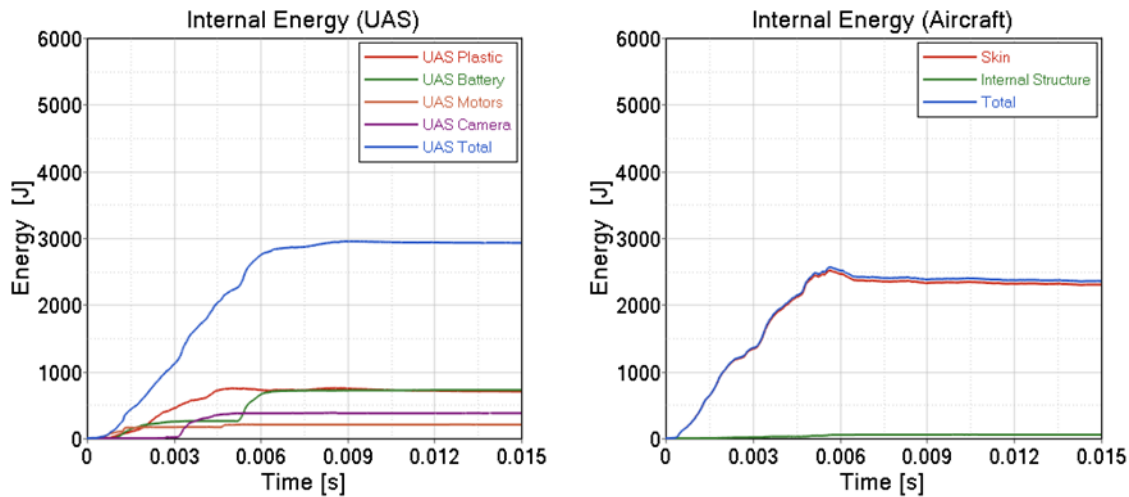 Internal Energy (UAS)
6000
5000
4000
3000
2000
1000
0
Energy [J]
UAS Plastic
UAS Battery
UAS Motors
UAS Camera
UAS Total
0 0.003 0.006 0.009 0.012 0.015
Time [s]
Internal Energy (Aircraft)
6000
5000
4000
3000
2000
1000
0
Energy [J]
Skin
Internal Structure
Total
0 0.003 0.006 0.009 0.012 0.015
Time [s]